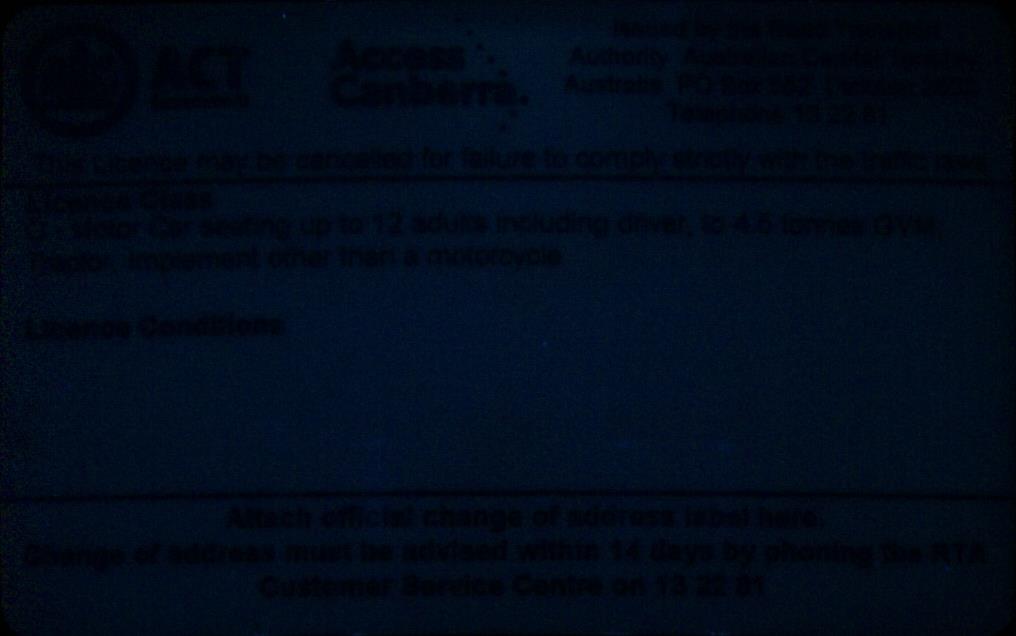 ACT
Access
Canberra.
Issued by the Road Transport
Authority Australian Capital Territory
Australia PO Box 582
Telephone 13 22 81
This Licence may be cancelled for failure to comply strictly with the traffic laws
Licence Class
C - Motor Car seating up to 12 adults including driver, to 4.5 tonnes GVM,
Tractor, Implement other than a motorcycle
Licence Conditions
Attach official change of address label here.
Change of address must be advised within 14 days by phoning the RTA
Customer Service Centre on 13 22 81